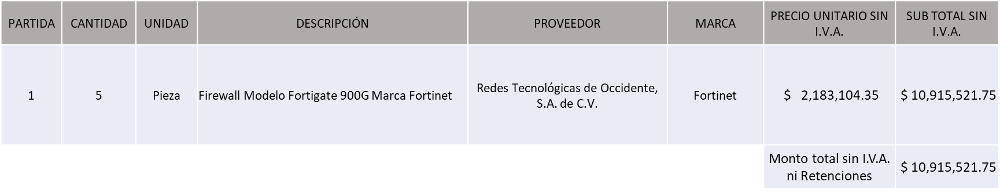 PARTIDA CANTIDAD UNIDAD DESCRIPCIÓN PROVEEDOR MARCA PRECIO UNITARIO SIN I.V.A. SUB TOTAL SIN I.V.A.
1 5 Pieza Firewall Modelo Fortigate 900G Marca Fortinet Redes Tecnológicas de Occidente, S.A. de C.V. Fortinet $ 2,183,104.35 $ 10,915,521.75
Monto total sin I.V.A. ni Retenciones $ 10,915,521.75